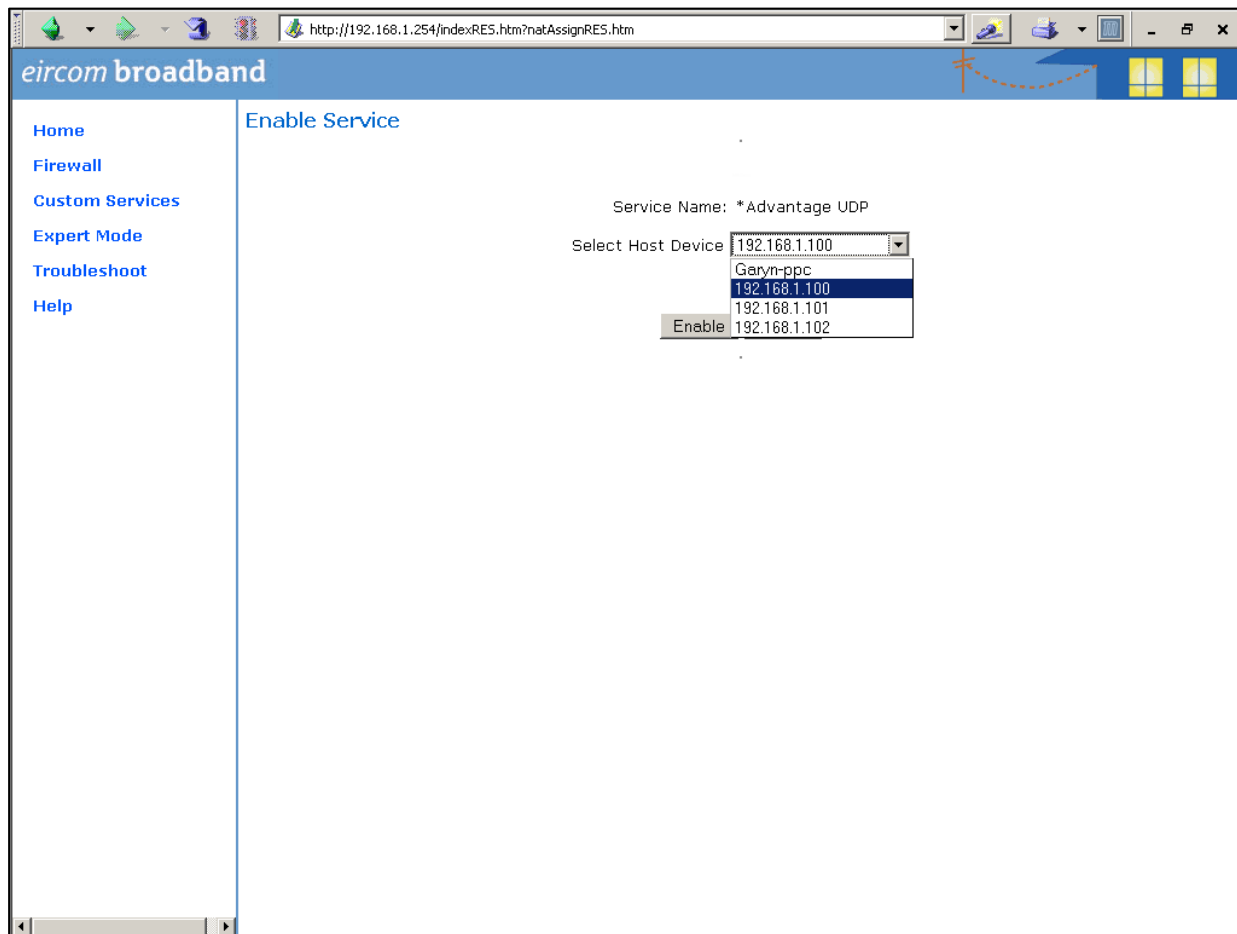 http://192.168.1.254/indexRES.htm?natAssignRES.htm
eircom broadband
Home
Firewall
Custom Services
Expert Mode
Troubleshoot
Help
Enable Service
Service Name: *Advantage UDP
Select Host Device 192.168.1.100
Garyn-ppc
192.168.1.100
192.168.1.101
192.168.1.102
Enable